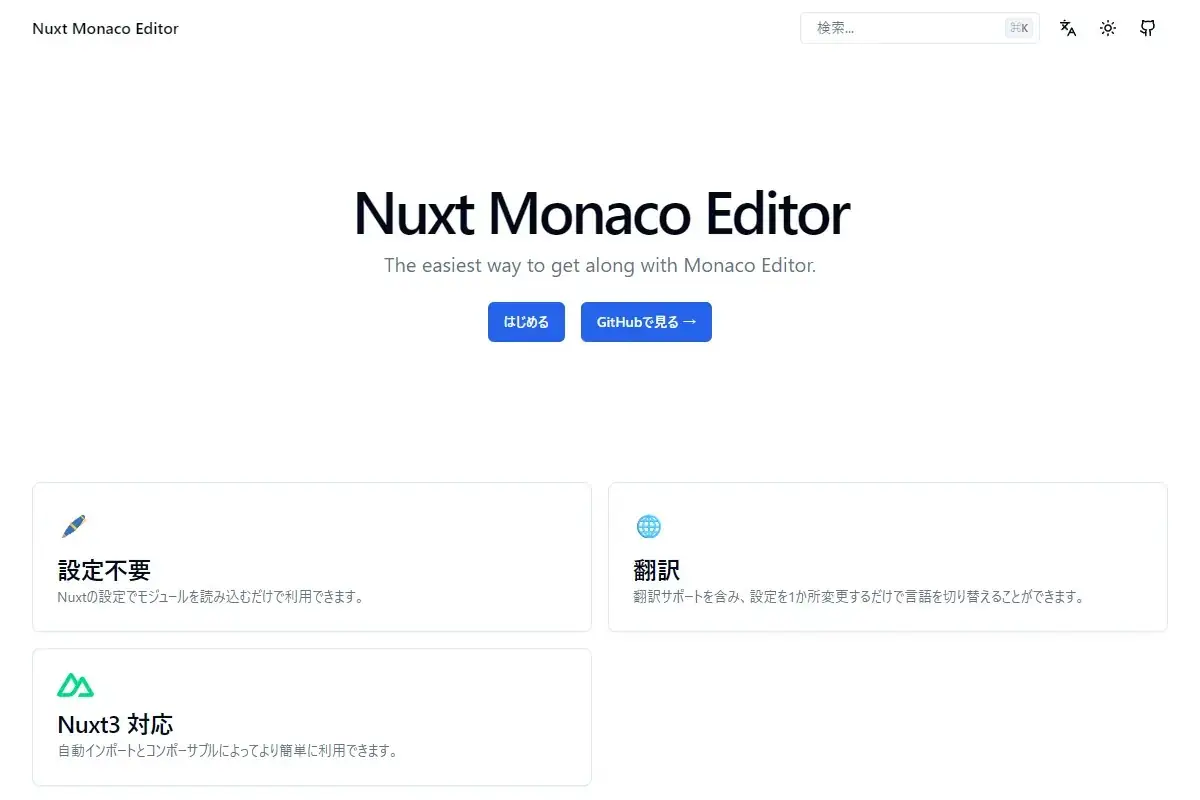 Nuxt Monaco Editor
検索...
⌘K
Nuxt Monaco Editor
The easiest way to get along with Monaco Editor.
はじめる
GitHubで見る →
設定不要
Nuxtの設定でモジュールを読み込むだけで利用できます。
翻訳
翻訳サポートを含み、設定を1か所変更するだけで言語を切り替えることができます。
Nuxt3 対応
自動インポートとコンポーサブルによってより簡単に利用できます。